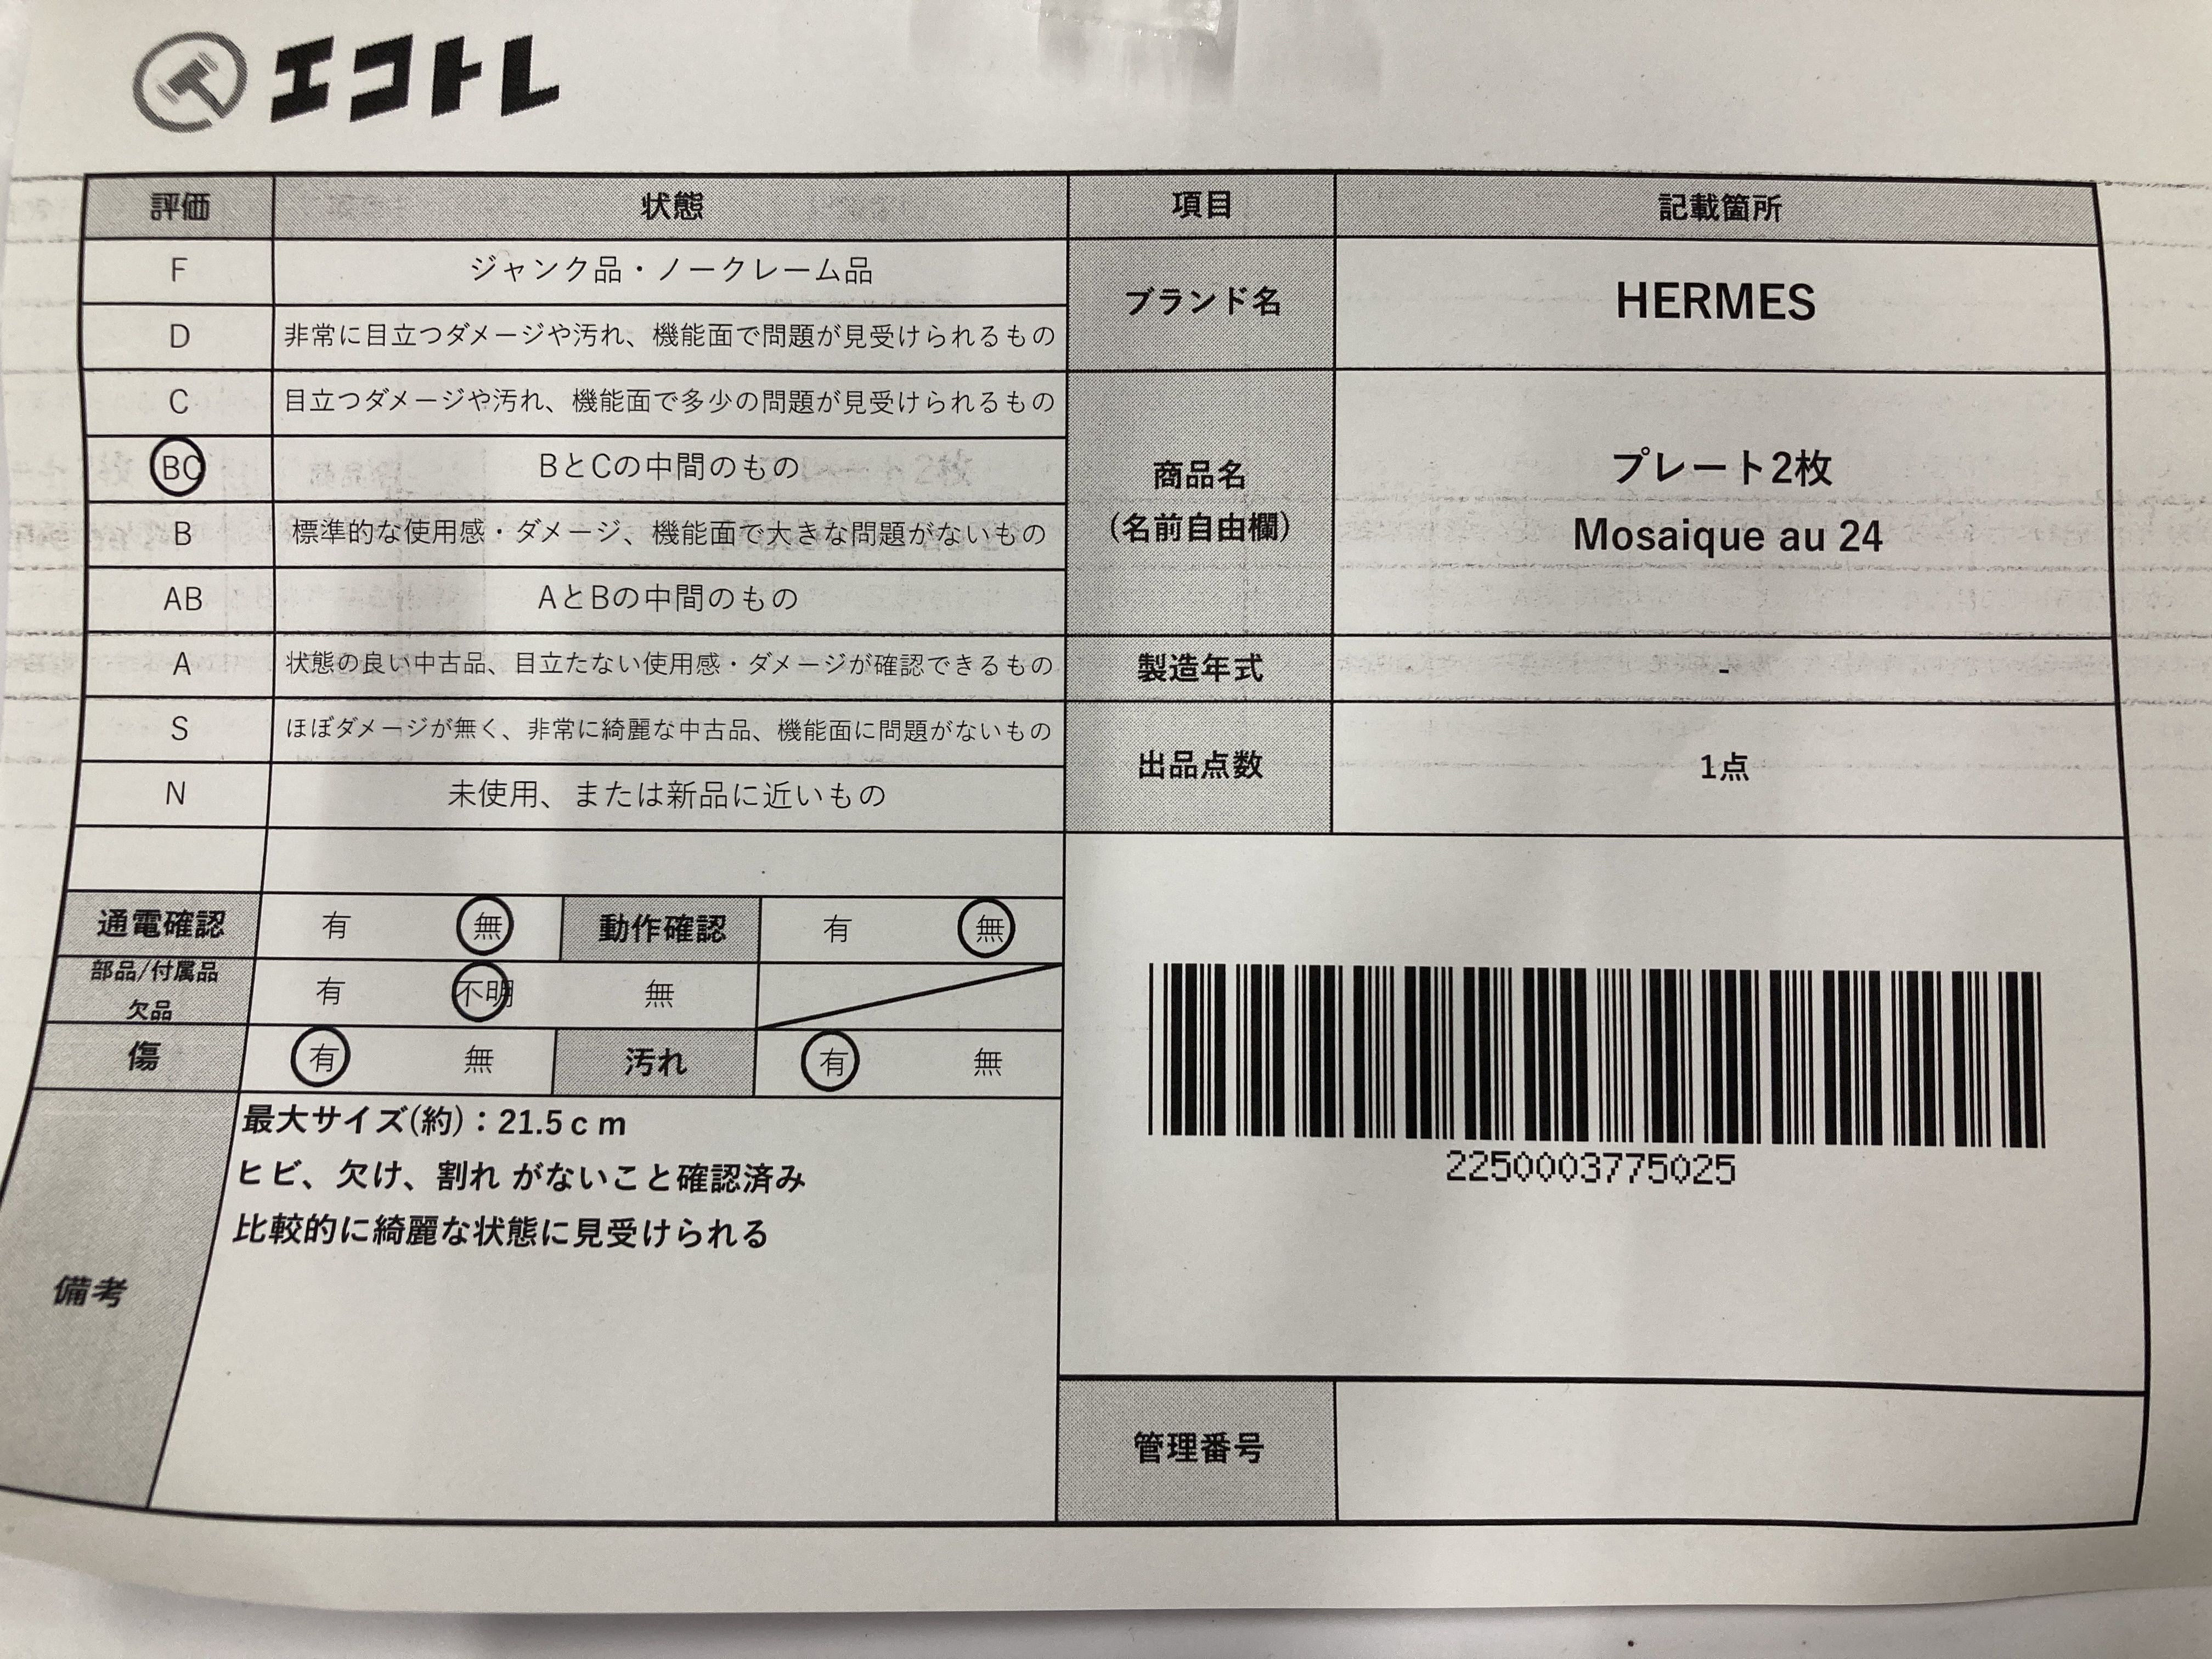 エコトレ
評価 状態 項目 記載箇所
F ジャンク品・ノークレーム品
D 非常に目立つダメージや汚れ、機能面で問題が見受けられるもの
ブランド名 HERMES
C 目立つダメージや汚れ、機能面で多少の問題が見受けられるもの
BC BとCの中間のもの
B 標準的な使用感・ダメージ、機能面で大きな問題がないもの
AB AとBの中間のもの
商品名
(名前自由欄)
プレート2枚
Mosaique au 24
A 状態の良い中古品、目立たない使用感・ダメージが確認できるもの
製造年式 -
S ほぼダメージが無く、非常に綺麗な中古品、機能面に問題がないもの
N 未使用、または新品に近いもの
出品点数 1点
通電確認 有 無 動作確認 有 無
部品/付属品
欠品
有 不明 無
傷 有 無 汚れ 有 無
備考
最大サイズ(約)：21.5ｃｍ
ヒビ、欠け、割れ がないこと確認済み
比較的に綺麗な状態に見受けられる
2250003775025
管理番号